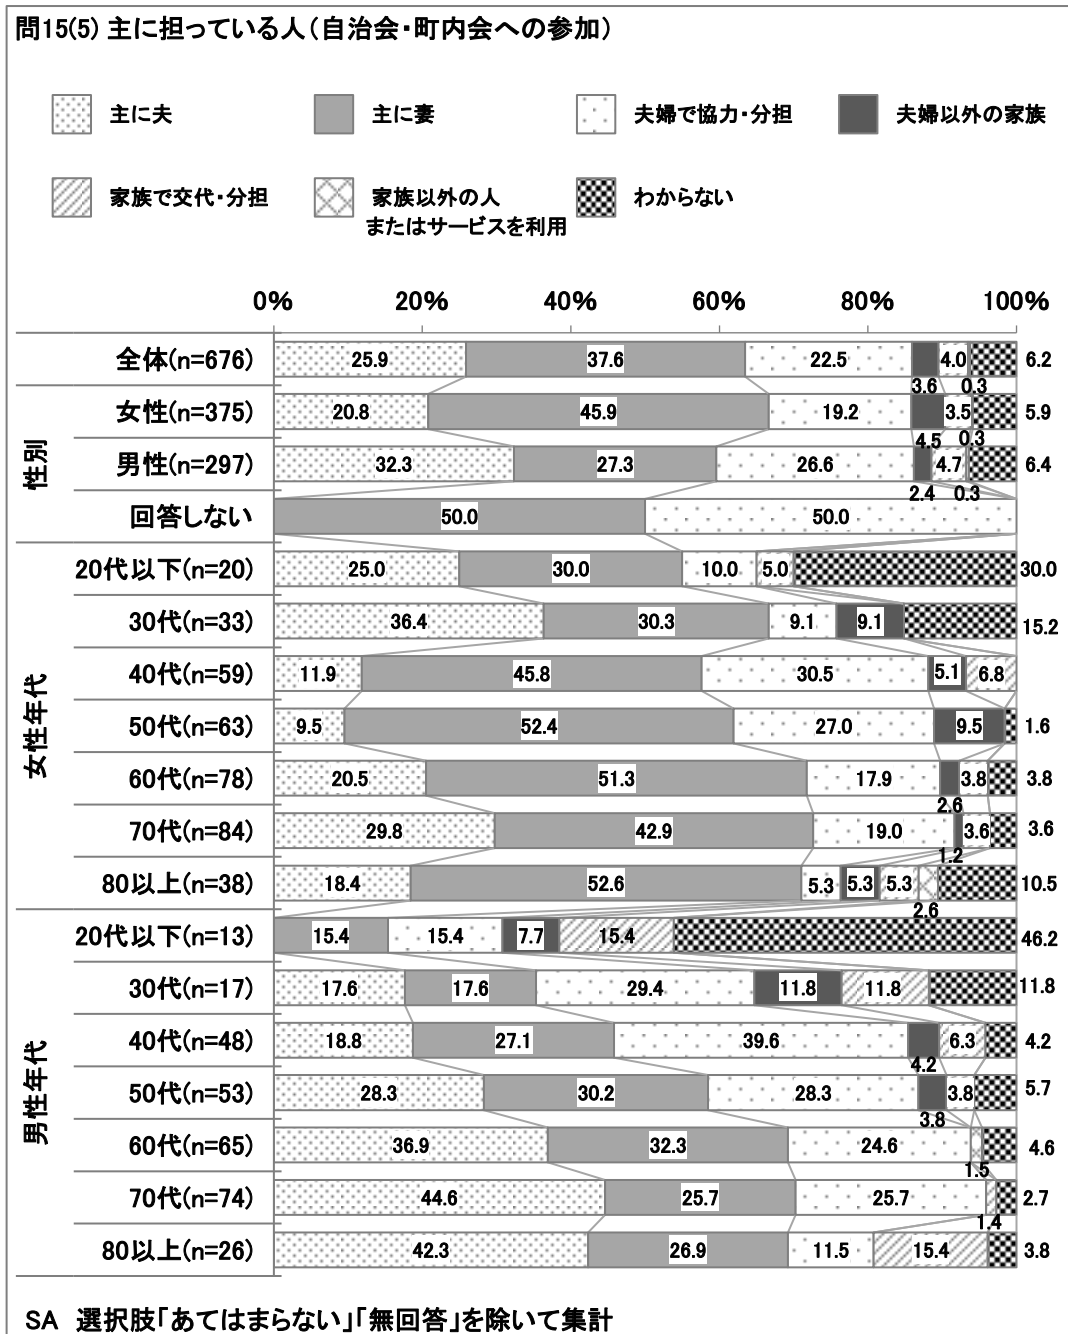 問15(5) 主に担っている人(自治会・町内会への参加)
主に夫 主に妻 夫婦で協力・分担 夫婦以外の家族
家族で交代・分担 家族以外の人 わからない
またはサービスを利用
0% 20% 40% 60% 80% 100%
全体(n=676) 25.9 37.6 22.5 3.6 4.0 0.3 6.2
性別
女性(n=375) 20.8 45.9 19.2 4.5 3.5 0.3 5.9
男性(n=297) 32.3 27.3 26.6 2.4 4.7 0.3 6.4
回答しない 50.0 50.0
女性年代
20代以下(n=20) 25.0 30.0 10.0 5.0 30.0
30代(n=33) 36.4 30.3 9.1 9.1 15.2
40代(n=59) 11.9 45.8 30.5 5.1 6.8
50代(n=63) 9.5 52.4 27.0 9.5 1.6
60代(n=78) 20.5 51.3 17.9 2.6 3.8 3.8
70代(n=84) 29.8 42.9 19.0 1.2 3.6 3.6
80以上(n=38) 18.4 52.6 5.3 5.3 5.3 2.6 10.5
男性年代
20代以下(n=13) 15.4 15.4 7.7 15.4 46.2
30代(n=17) 17.6 17.6 29.4 11.8 11.8 11.8
40代(n=48) 18.8 27.1 39.6 4.2 6.3 4.2
50代(n=53) 28.3 30.2 28.3 3.8 3.8 5.7
60代(n=65) 36.9 32.3 24.6 1.5 4.6
70代(n=74) 44.6 25.7 25.7 1.4 2.7
80以上(n=26) 42.3 26.9 11.5 15.4 3.8
SA 選択肢「あてはまらない」「無回答」を除いて集計